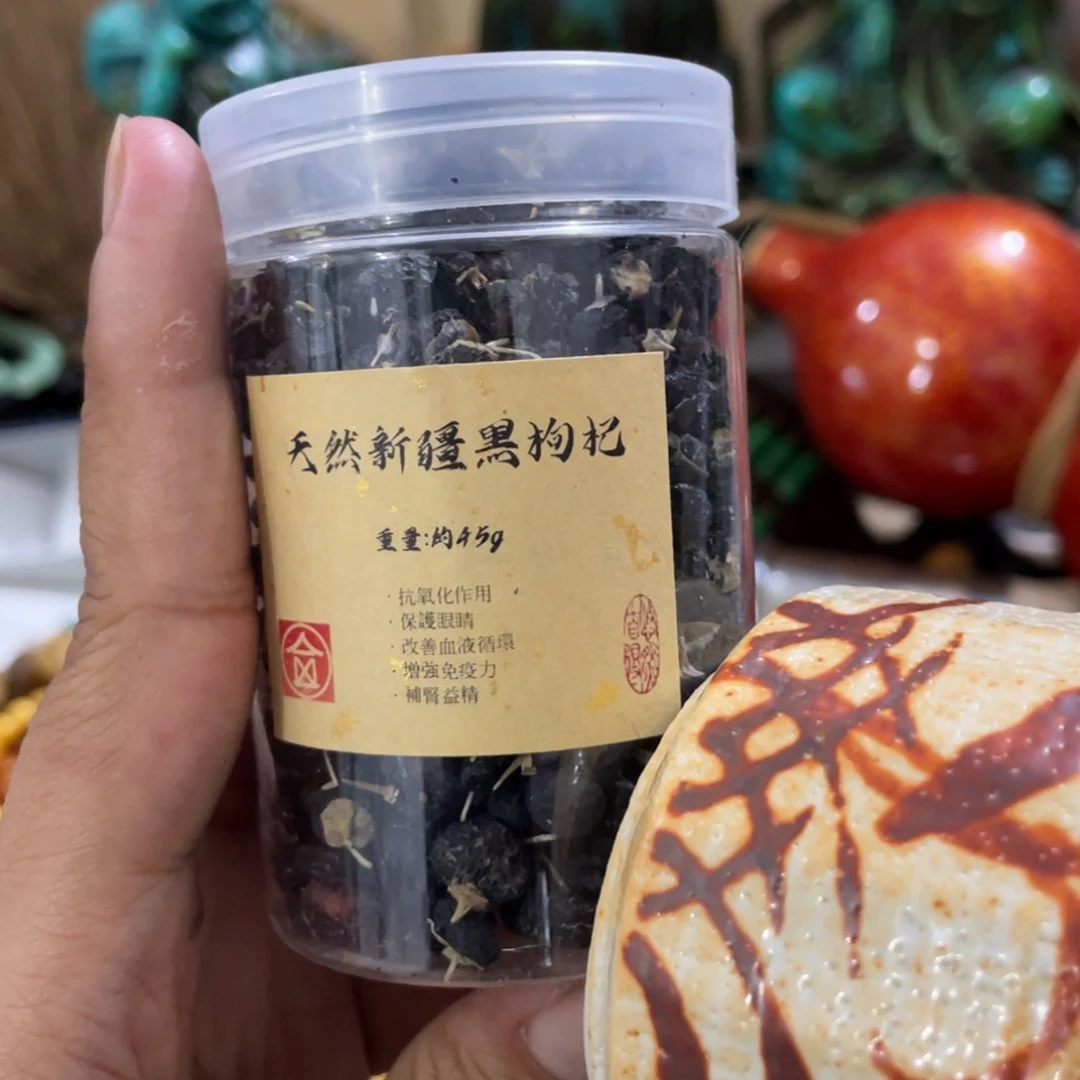 天然新疆黑枸杞
重量:約45g
·抗氧化作用
·保護眼睛
·改善血液循環
·增強免疫力
·補腎益精